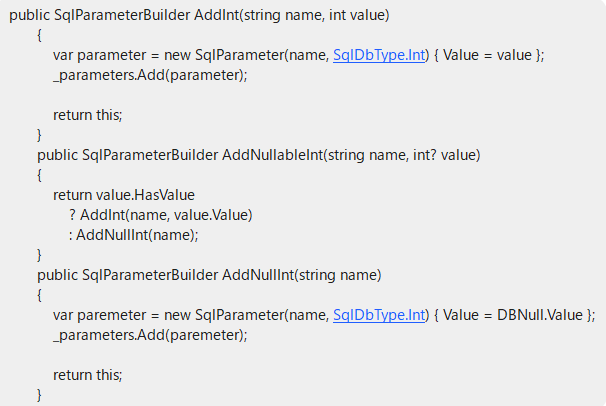 public SqlParameterBuilder AddInt(string name, int value)
{
var parameter = new SqlParameter(name, SqlDbType.Int) { Value = value };
_parameters.Add(parameter);
return this;
}
public SqlParameterBuilder AddNullableInt(string name, int? value)
{
return value.HasValue
? AddInt(name, value.Value)
: AddNullInt(name);
}
public SqlParameterBuilder AddNullInt(string name)
{
var paremeter = new SqlParameter(name, SqlDbType.Int) { Value = DBNull.Value };
_parameters.Add(paremeter);
return this;
}